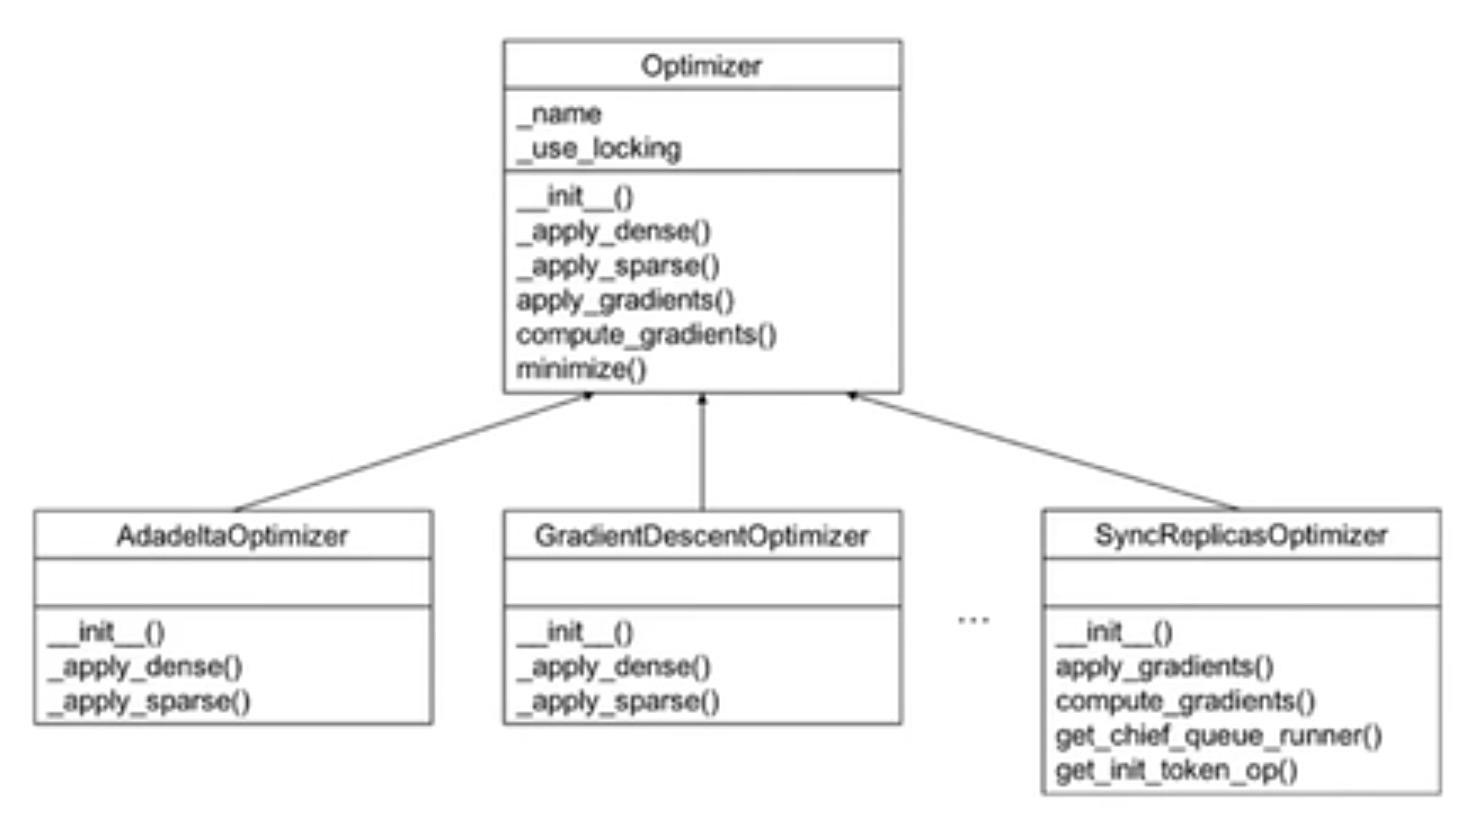 Optimizer
_name
_use_locking
__init__()
_apply_dense()
_apply_sparse()
apply_gradients()
compute_gradients()
minimize()
AdadeltaOptimizer
__init__()
_apply_dense()
_apply_sparse()
GradientDescentOptimizer
__init__()
_apply_dense()
_apply_sparse()
...
SyncReplicasOptimizer
__init__()
apply_gradients()
compute_gradients()
get_chief_queue_runner()
get_init_token_op()